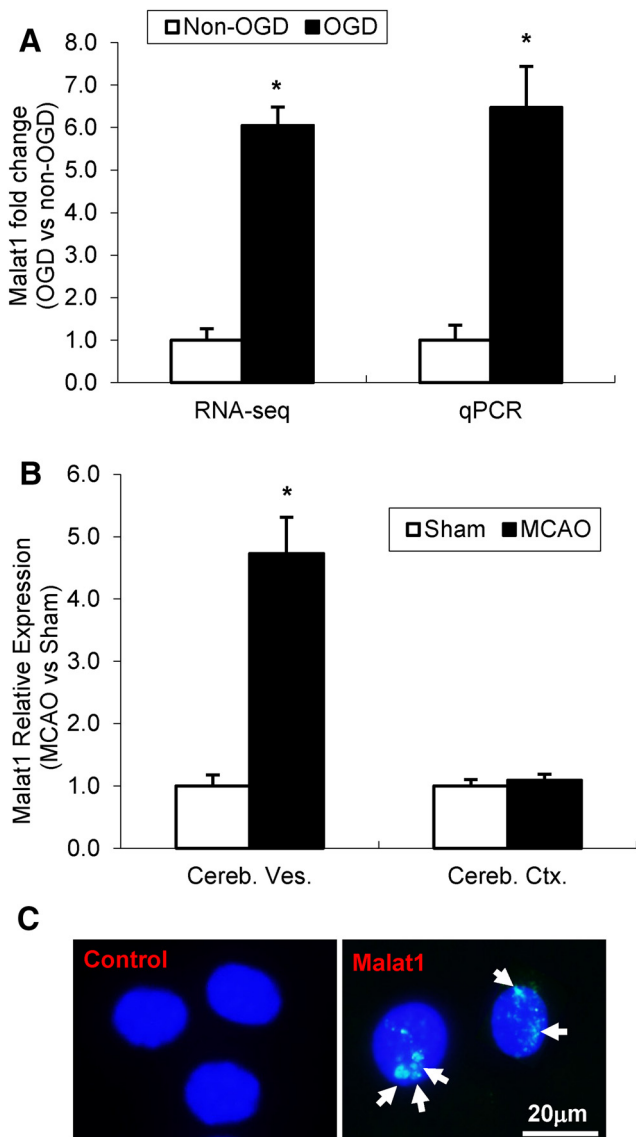 A
Non-OGD OGD
Malat1 fold change
(OGD vs non-OGD)
8.0
7.0
6.0
5.0
4.0
3.0
2.0
1.0
0.0
*
*
RNA-seq
qPCR
B
Malat1 Relative Expression
(MCAO vs Sham)
6.0
5.0
4.0
3.0
2.0
1.0
0.0
*
Sham MCAO
Cereb. Ves.
Cereb. Ctx.
C
Control
Malat1
20µm